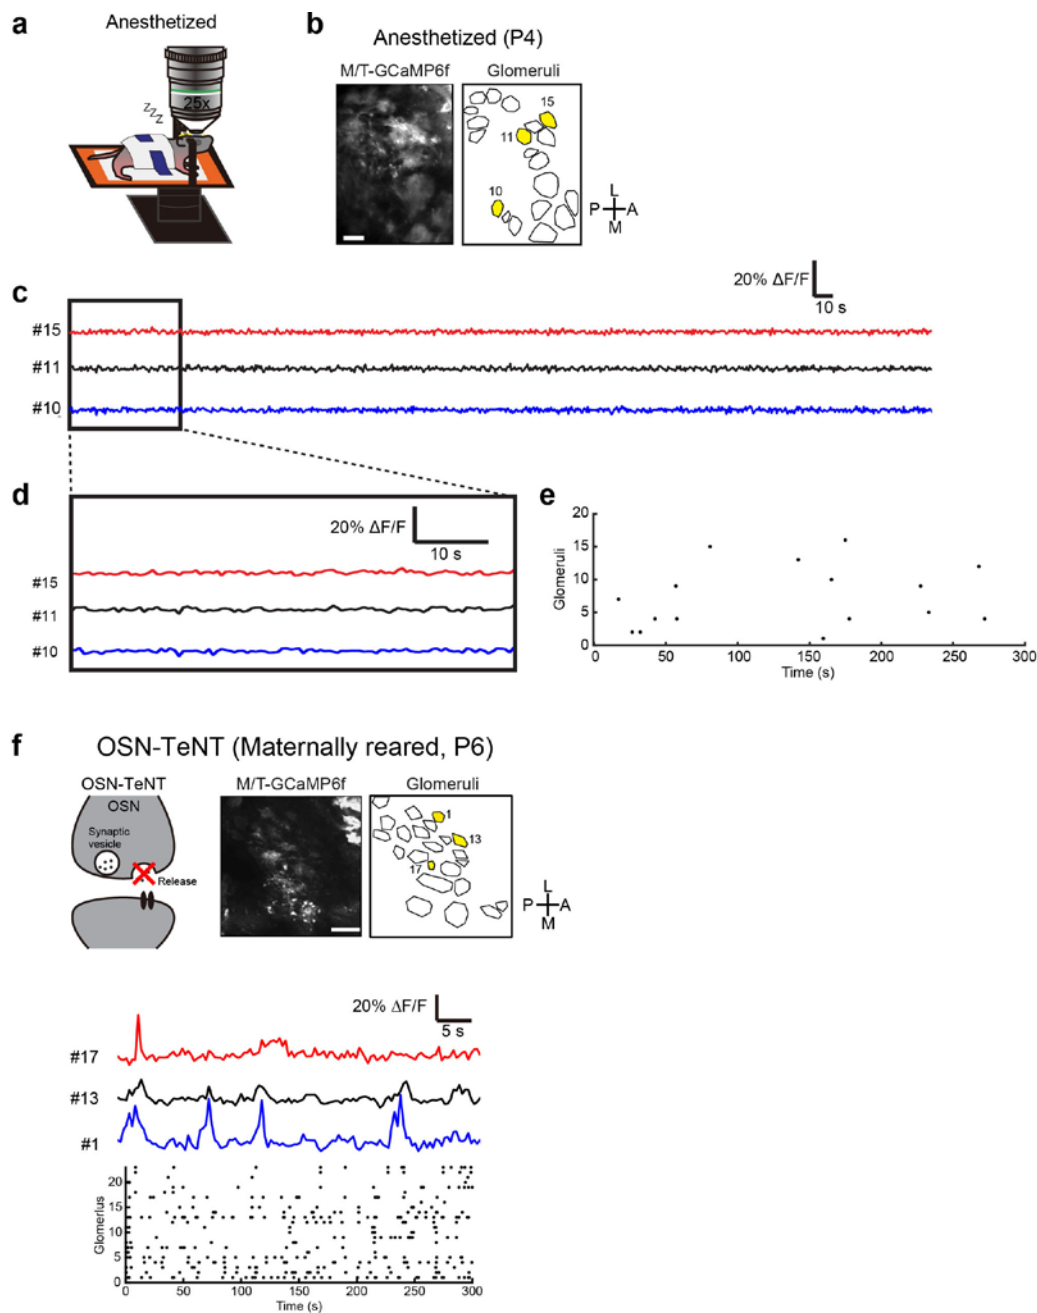 a
Anesthetized
25x
zzz
b
Anesthetized (P4)
M/T-GCaMP6f
Glomeruli
15
11
10
L
P A
M
c
20% ΔF/F
10 s
#15
#11
#10
d
20% ΔF/F
10 s
#15
#11
#10
e
Glomeruli
20
15
10
5
0
0 50 100 150 200 250 300
Time (s)
f
OSN-TeNT (Maternally reared, P6)
OSN-TeNT
OSN
Synaptic
vesicle
Release
M/T-GCaMP6f
Glomeruli
1
13
17
L
P A
M
20% ΔF/F
5 s
#17
#13
#1
Glomerlus
20
15
10
5
0
0 50 100 150 200 250 300
Time (s)